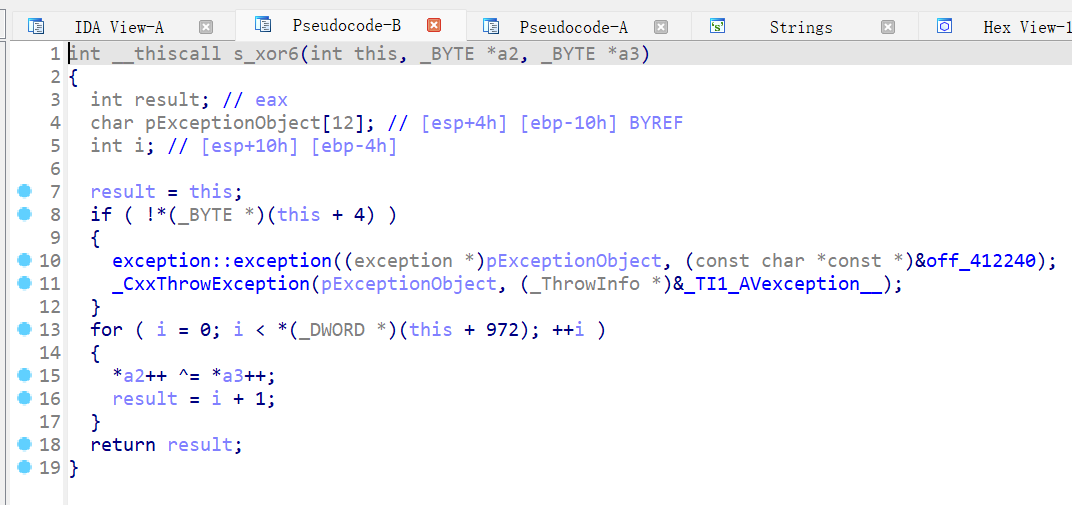 IDA View-A Pseudocode-B Pseudocode-A Strings Hex View-1
1 int __thiscall s_xor6(int this, _BYTE *a2, _BYTE *a3)
2 {
3 int result; // eax
4 char pExceptionObject[12]; // [esp+4h] [ebp-10h] BYREF
5 int i; // [esp+10h] [ebp-4h]
6
7 result = this;
8 if ( !*(_BYTE *)(this + 4) )
9 {
10 exception::exception((exception *)pExceptionObject, (const char *const *)&off_412240);
11 _CxxThrowException(pExceptionObject, (_ThrowInfo *)&_TI1_AVexception__);
12 }
13 for ( i = 0; i < *(_DWORD *)(this + 972); ++i )
14 {
15 *a2++ ^= *a3++;
16 result = i + 1;
17 }
18 return result;
19 }